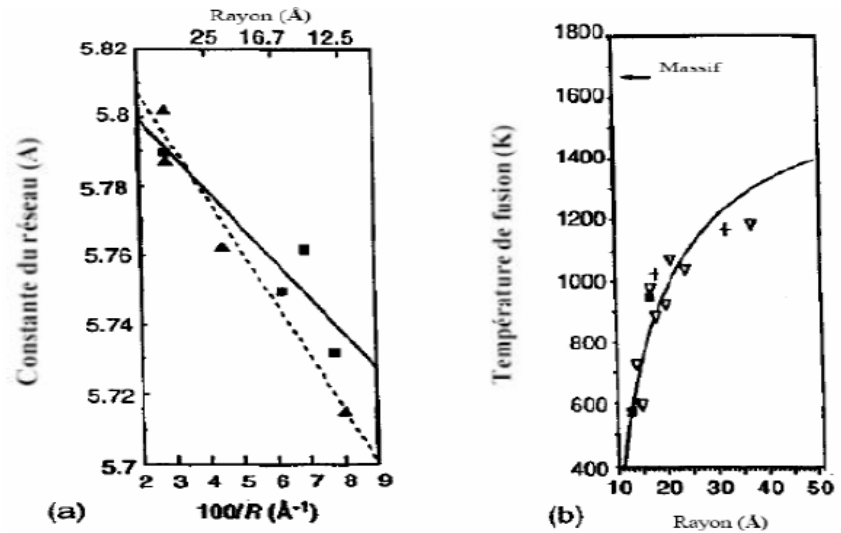 Rayon (Å)
25 16.7 12.5
5.82
5.8
5.78
5.76
5.74
5.72
5.7
Constante du réseau (A)
2 3 4 5 6 7 8 9
100/R (Å⁻¹)
(a)
1800
1600
1400
1200
1000
800
600
400
Température de fusion (K)
Massif
10 20 30 40 50
Rayon (Å)
(b)